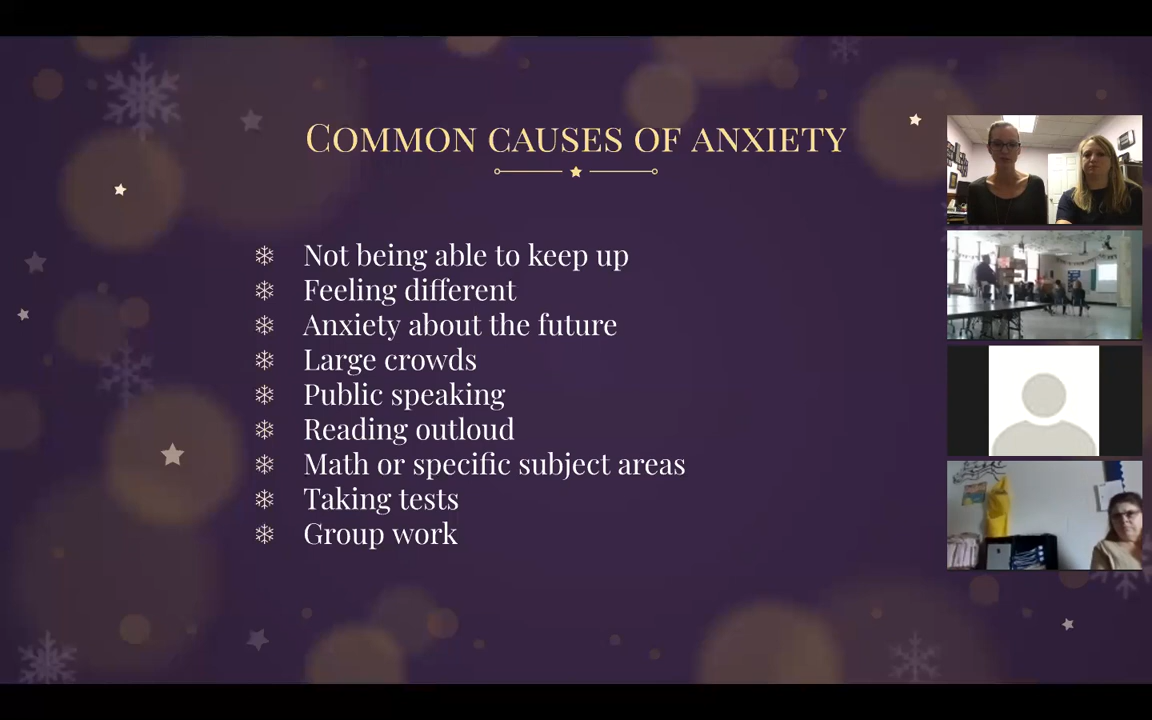 Common causes of anxiety
Not being able to keep up
Feeling different
Anxiety about the future
Large crowds
Public speaking
Reading outloud
Math or specific subject areas
Taking tests
Group work